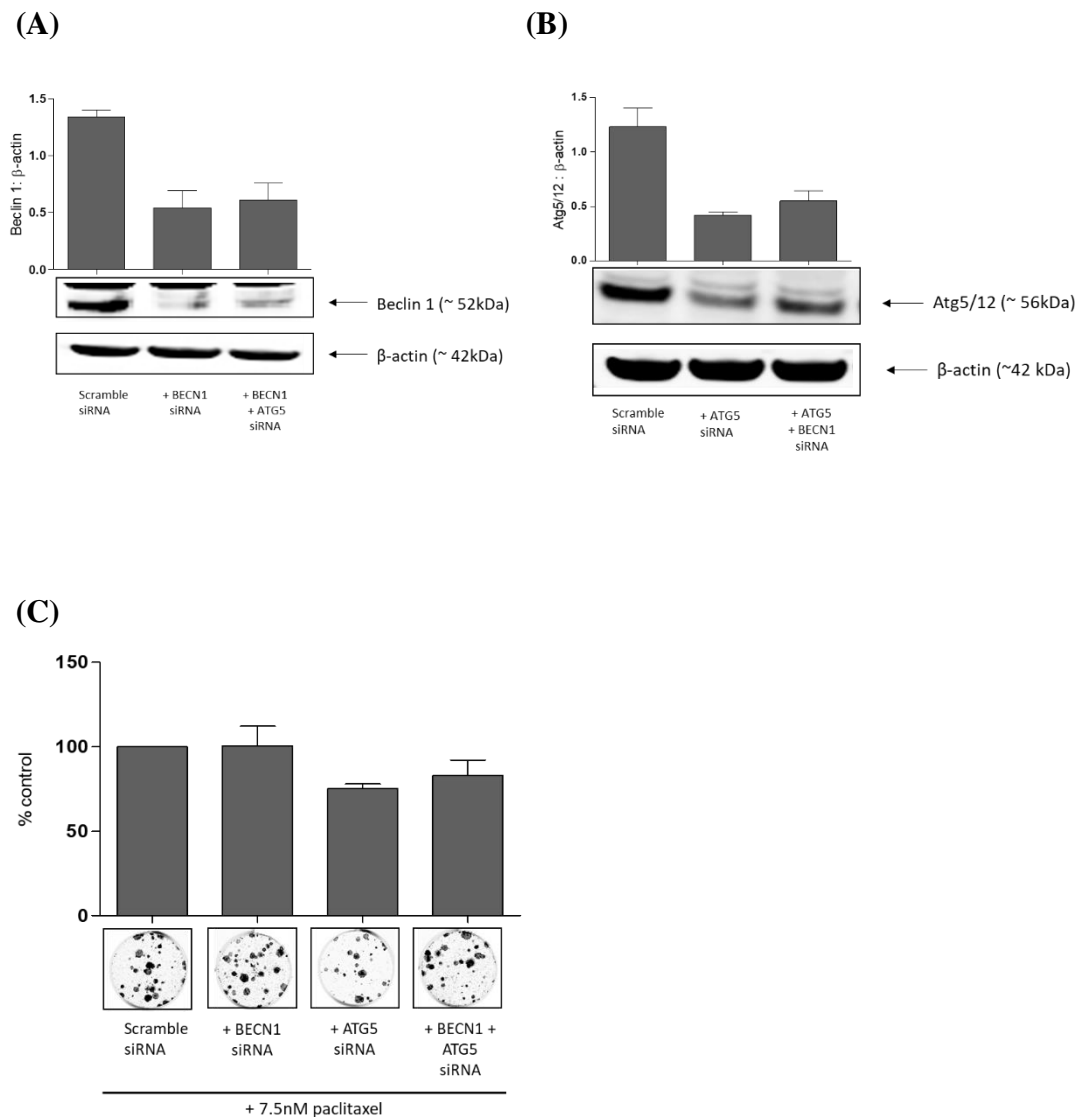 (A)
(B)
Beclin 1: β-actin
1.5
1.0
0.5
0.0
Beclin 1 (~ 52kDa)
β-actin (~ 42kDa)
Scramble
siRNA
+ BECN1
siRNA
+ BECN1
+ ATG5
siRNA
Atg5/12 : β-actin
1.5
1.0
0.5
0.0
Atg5/12 (~ 56kDa)
β-actin (~42 kDa)
Scramble
siRNA
+ ATG5
siRNA
+ ATG5
+ BECN1
siRNA
(C)
% control
150
100
50
0
Scramble
siRNA
+ BECN1
siRNA
+ ATG5
siRNA
+ BECN1 +
ATG5
siRNA
+ 7.5nM paclitaxel